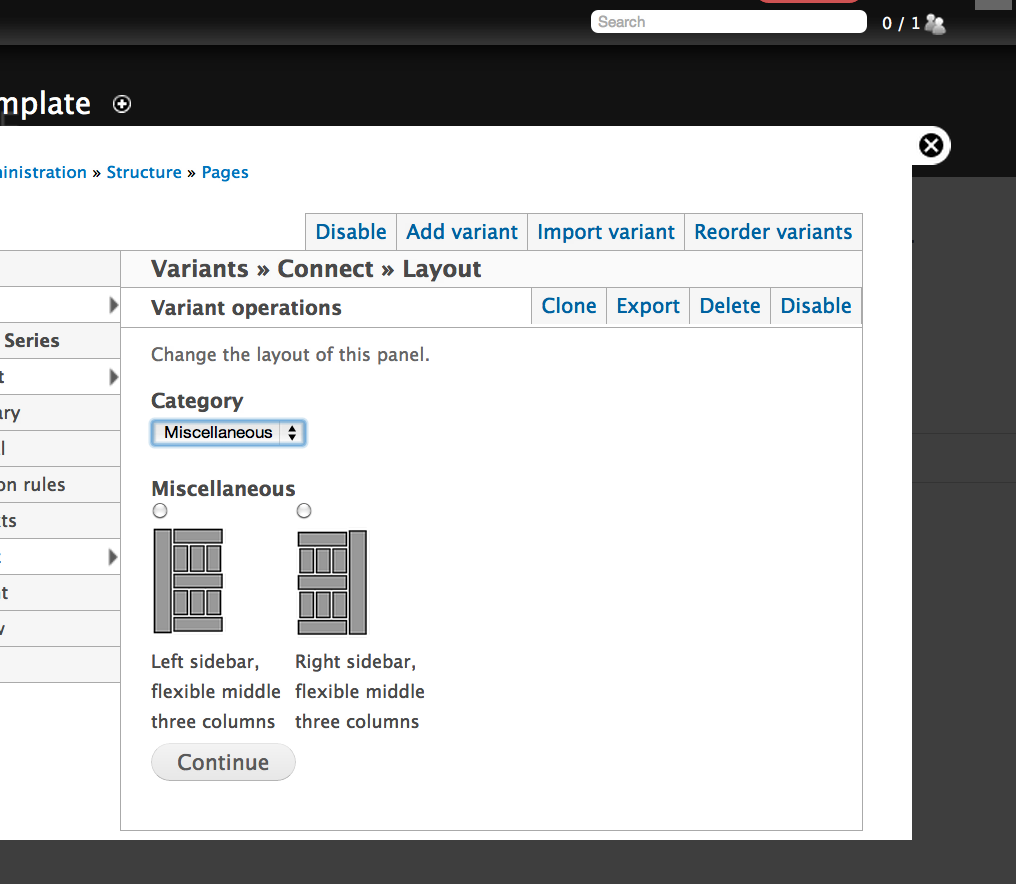 Search
0 / 1
mplate
inistration » Structure » Pages
Disable Add variant Import variant Reorder variants
Variants » Connect » Layout
Variant operations Clone Export Delete Disable
Series
t
Change the layout of this panel.
Category
ary
Miscellaneous
l
on rules
Miscellaneous
ts
t
Left sidebar, Right sidebar,
flexible middle flexible middle
three columns three columns
Continue